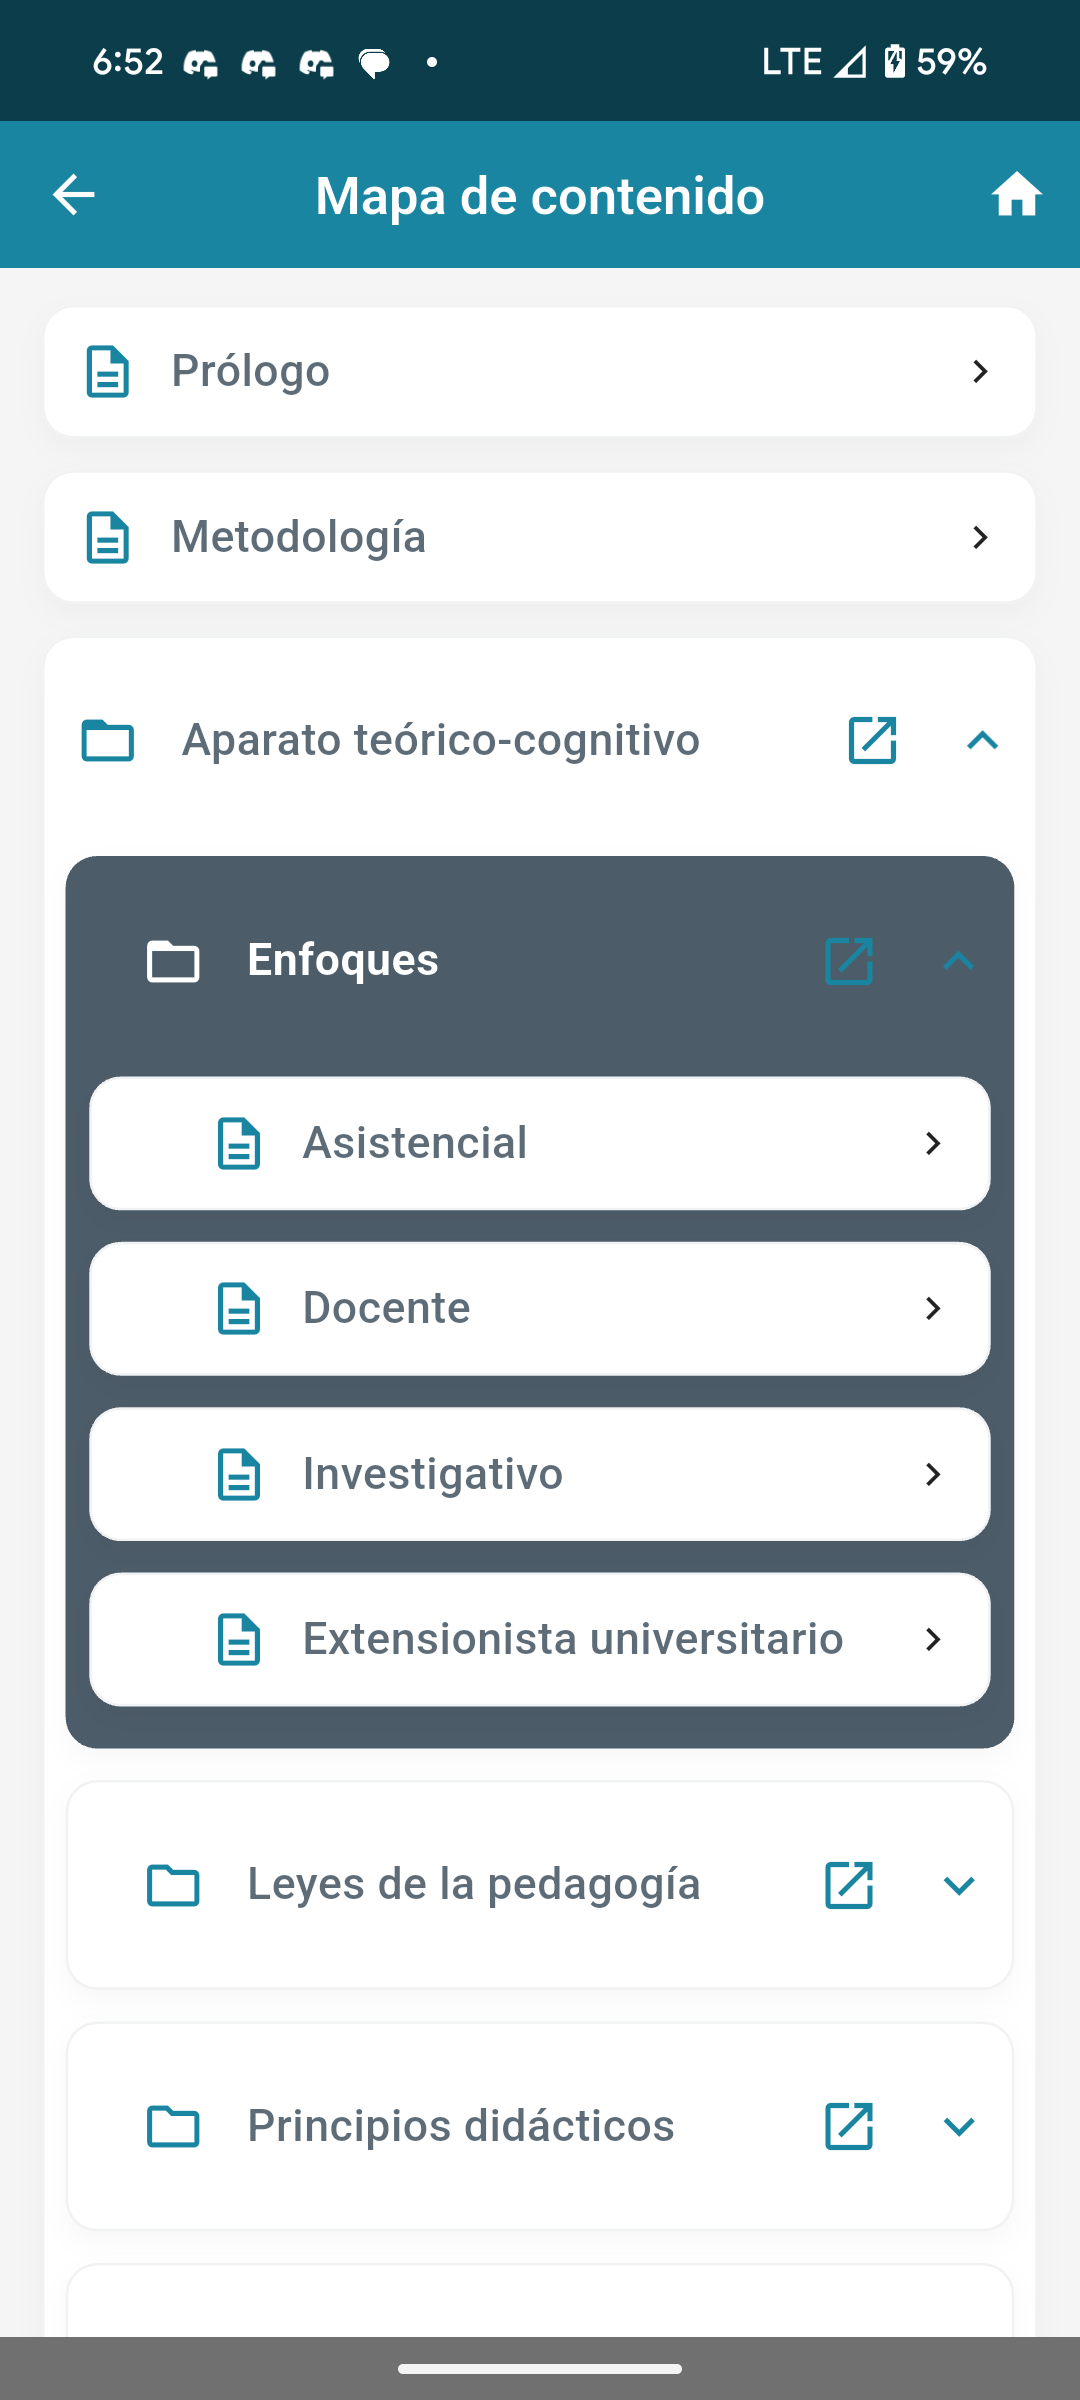 6:52 LTE 59%
Mapa de contenido
Prólogo
Metodología
Aparato teórico-cognitivo
Enfoques
Asistencial
Docente
Investigativo
Extensionista universitario
Leyes de la pedagogía
Principios didácticos